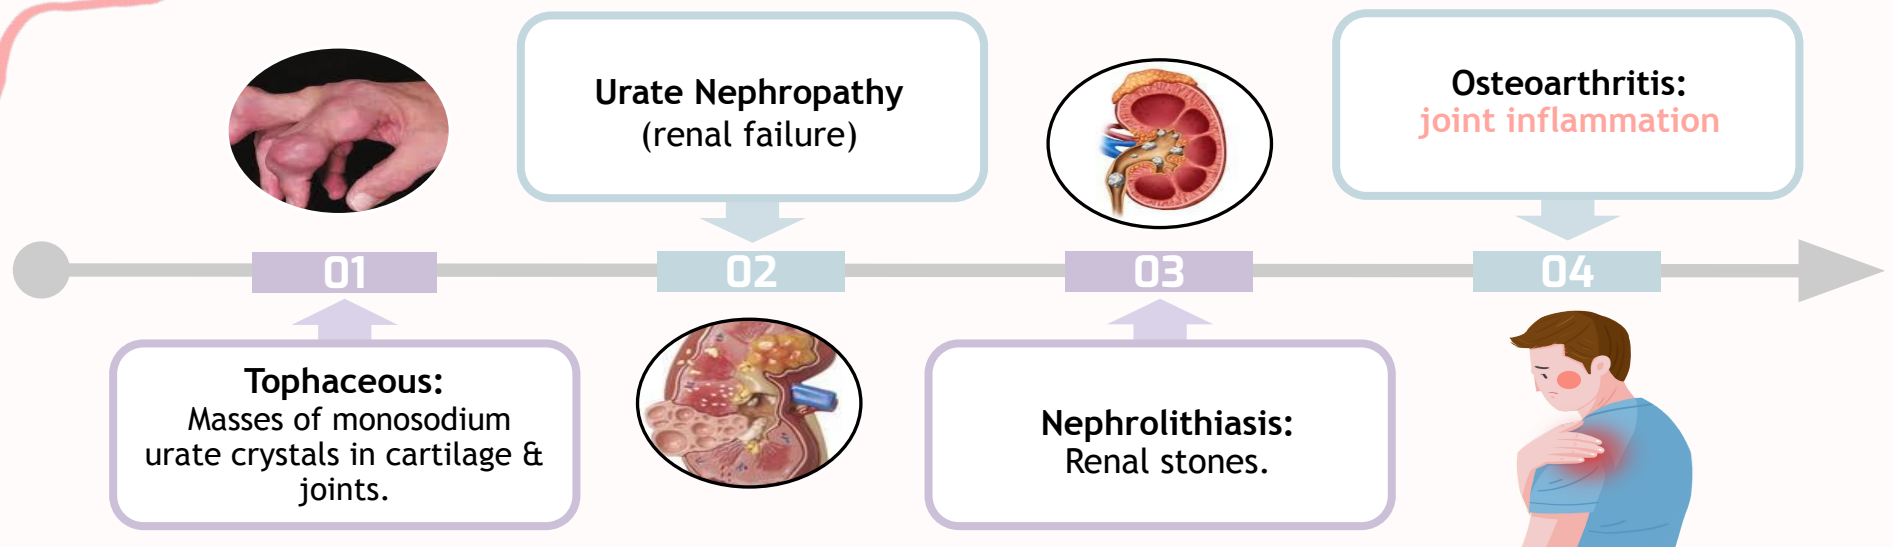 01
Tophaceous:
Masses of monosodium
urate crystals in cartilage &
joints.
Urate Nephropathy
(renal failure)
02
03
Nephrolithiasis:
Renal stones.
Osteoarthritis:
joint inflammation
04